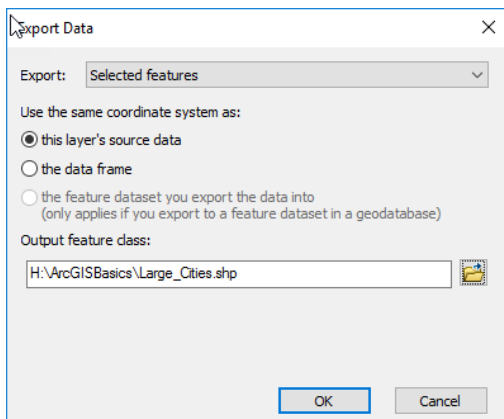 Export Data
Export: Selected features
Use the same coordinate system as:
this layer's source data
the data frame
the feature dataset you export the data into
(only applies if you export to a feature dataset in a geodatabase)
Output feature class:
H:\ArcGISBasics\Large_Cities.shp
OK Cancel